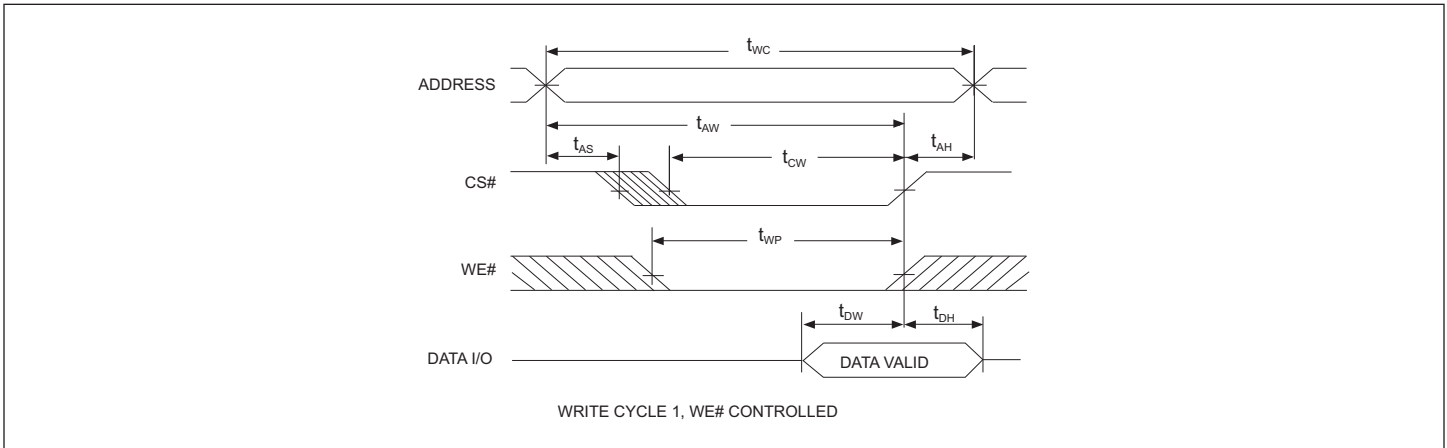 tWC
ADDRESS
tAW
tAS
tCW
tAH
CS#
tWP
WE#
tDW
tDH
DATA I/O
DATA VALID
WRITE CYCLE 1, WE# CONTROLLED